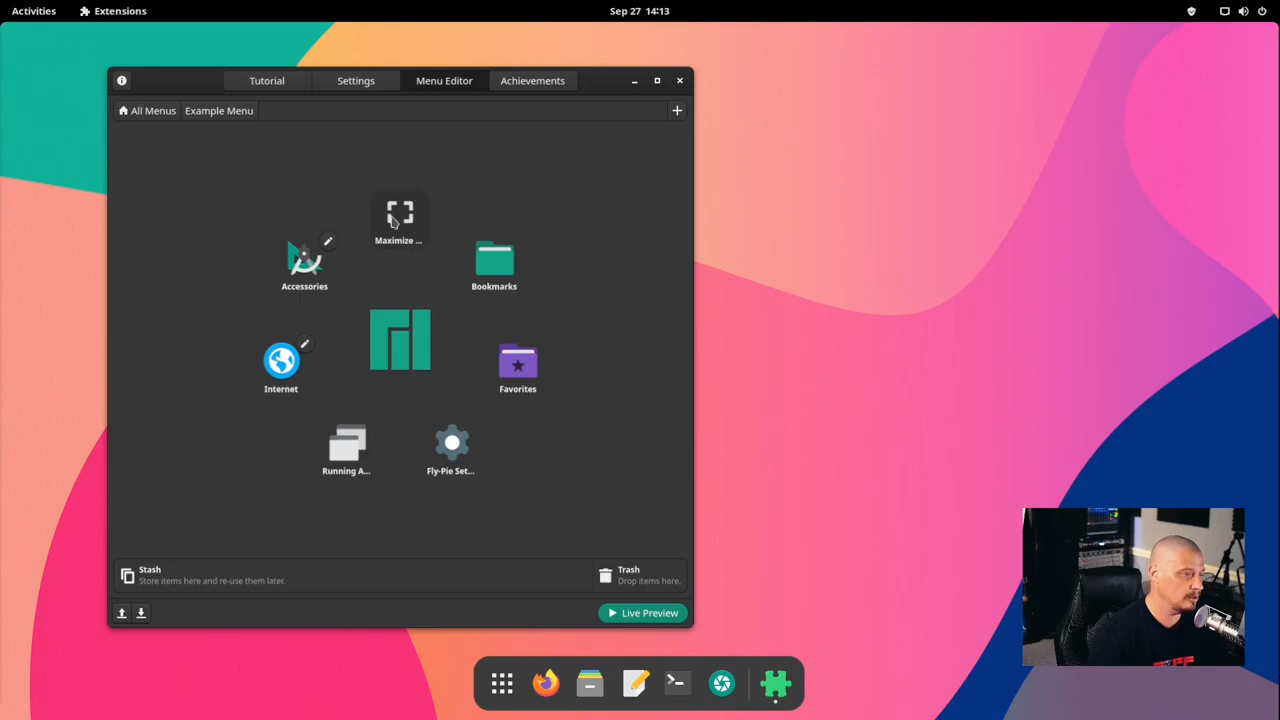 Activities
Extensions
Sep 27 14:13
Tutorial
Settings
Menu Editor
Achievements
All Menus
Example Menu
Maximize ...
Accessories
Bookmarks
Internet
Favorites
Running A...
Fly-Pie Set...
Stash
Store items here and re-use them later.
Trash
Drop items here.
Live Preview